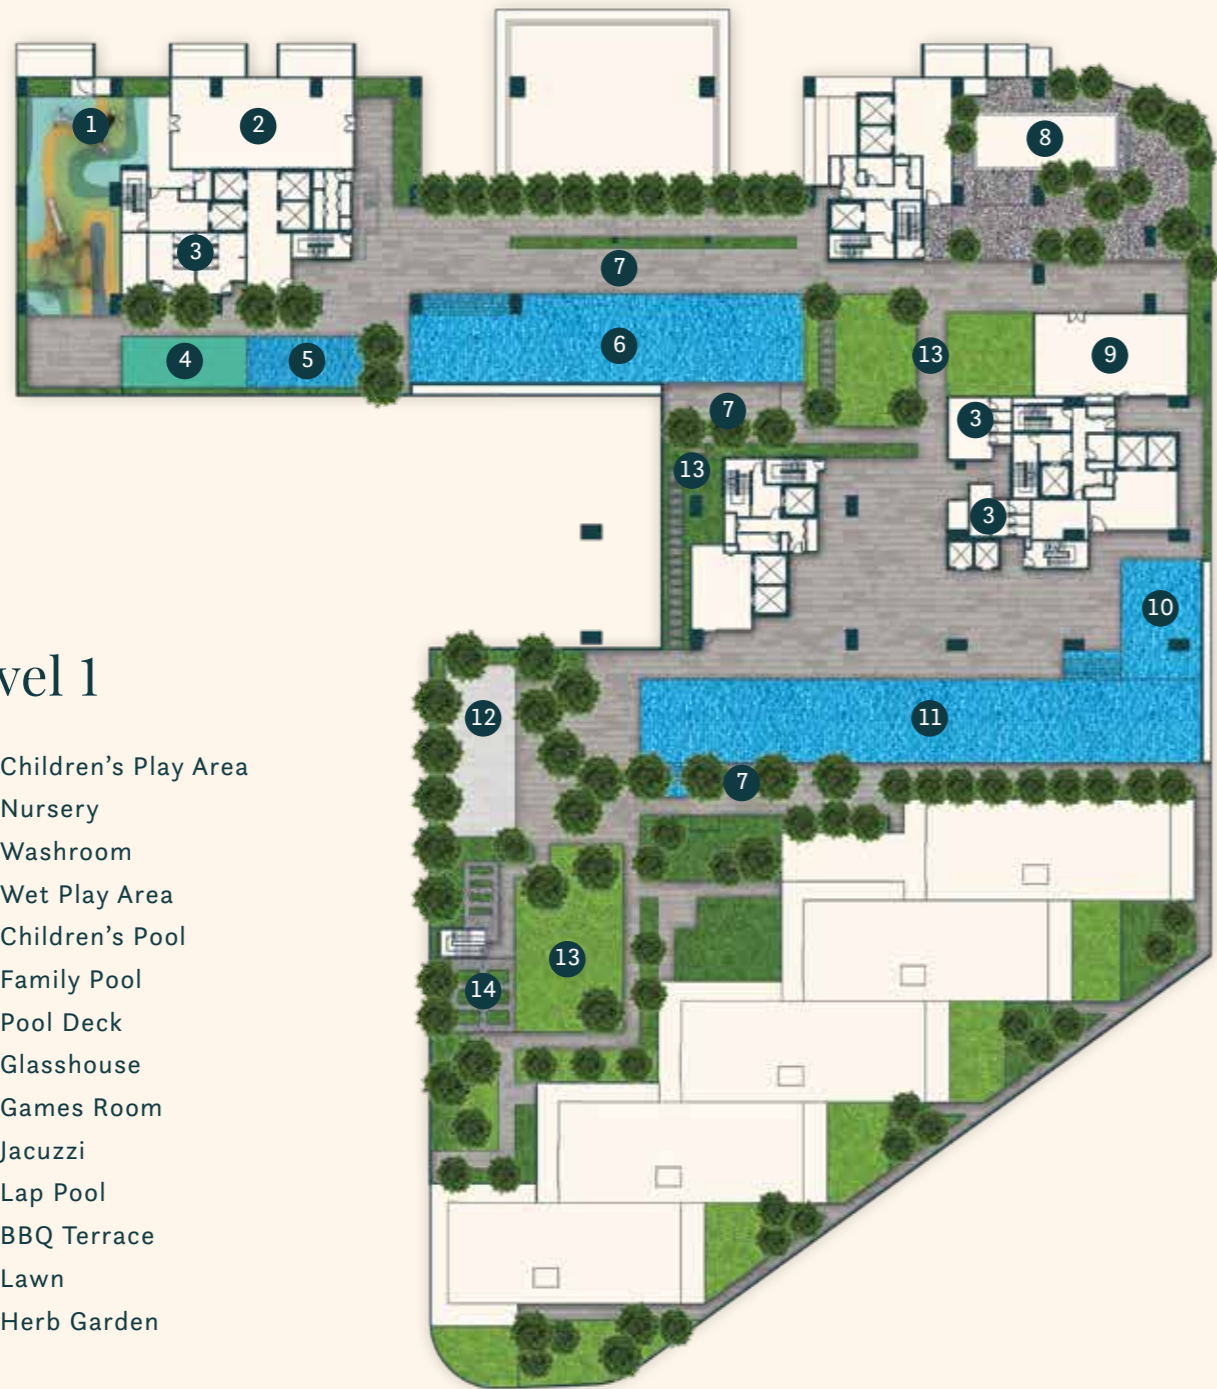 1
2
8
3
7
4
5
6
13
9
7
3
13
3
10
vel 1
12
11
7
Children's Play Area
Nursery
Washroom
Wet Play Area
Children's Pool
13
Family Pool
14
Pool Deck
Glasshouse
Games Room
Jacuzzi
Lap Pool
BBQ Terrace
Lawn
Herb Garden